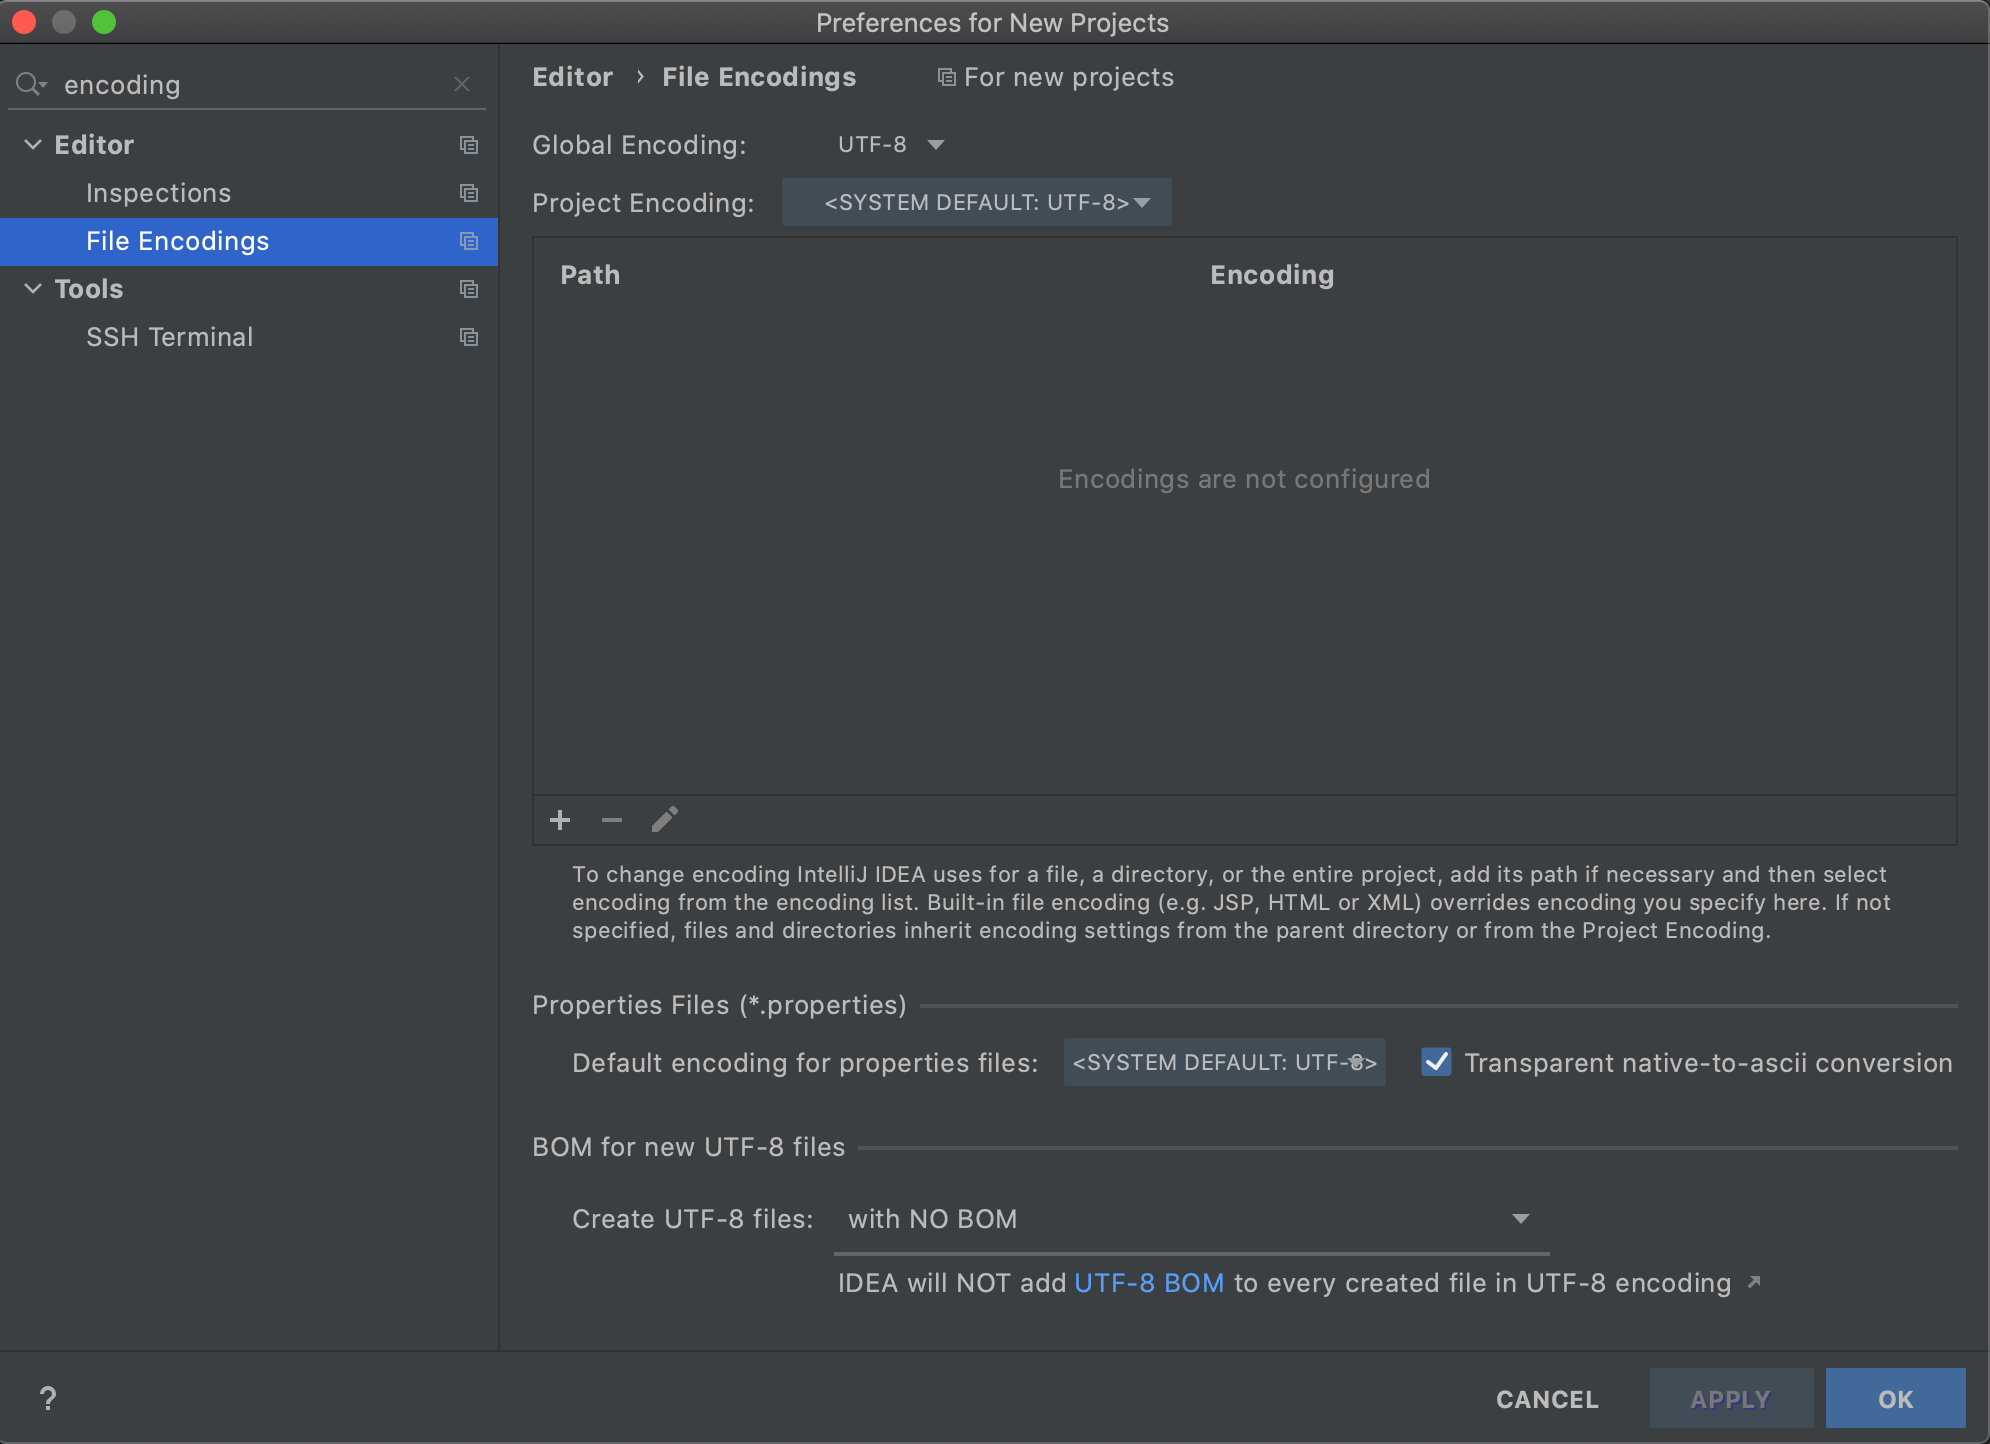 Preferences for New Projects
encoding
Editor
Inspections
File Encodings
Tools
SSH Terminal
Editor › File Encodings For new projects
Global Encoding: UTF-8
Project Encoding: <SYSTEM DEFAULT: UTF-8>
Path Encoding
Encodings are not configured
To change encoding IntelliJ IDEA uses for a file, a directory, or the entire project, add its path if necessary and then select
encoding from the encoding list. Built-in file encoding (e.g. JSP, HTML or XML) overrides encoding you specify here. If not
specified, files and directories inherit encoding settings from the parent directory or from the Project Encoding.
Properties Files (*.properties)
Default encoding for properties files: <SYSTEM DEFAULT: UTF-8> Transparent native-to-ascii conversion
BOM for new UTF-8 files
Create UTF-8 files: with NO BOM
IDEA will NOT add UTF-8 BOM to every created file in UTF-8 encoding ↗
? CANCEL APPLY OK